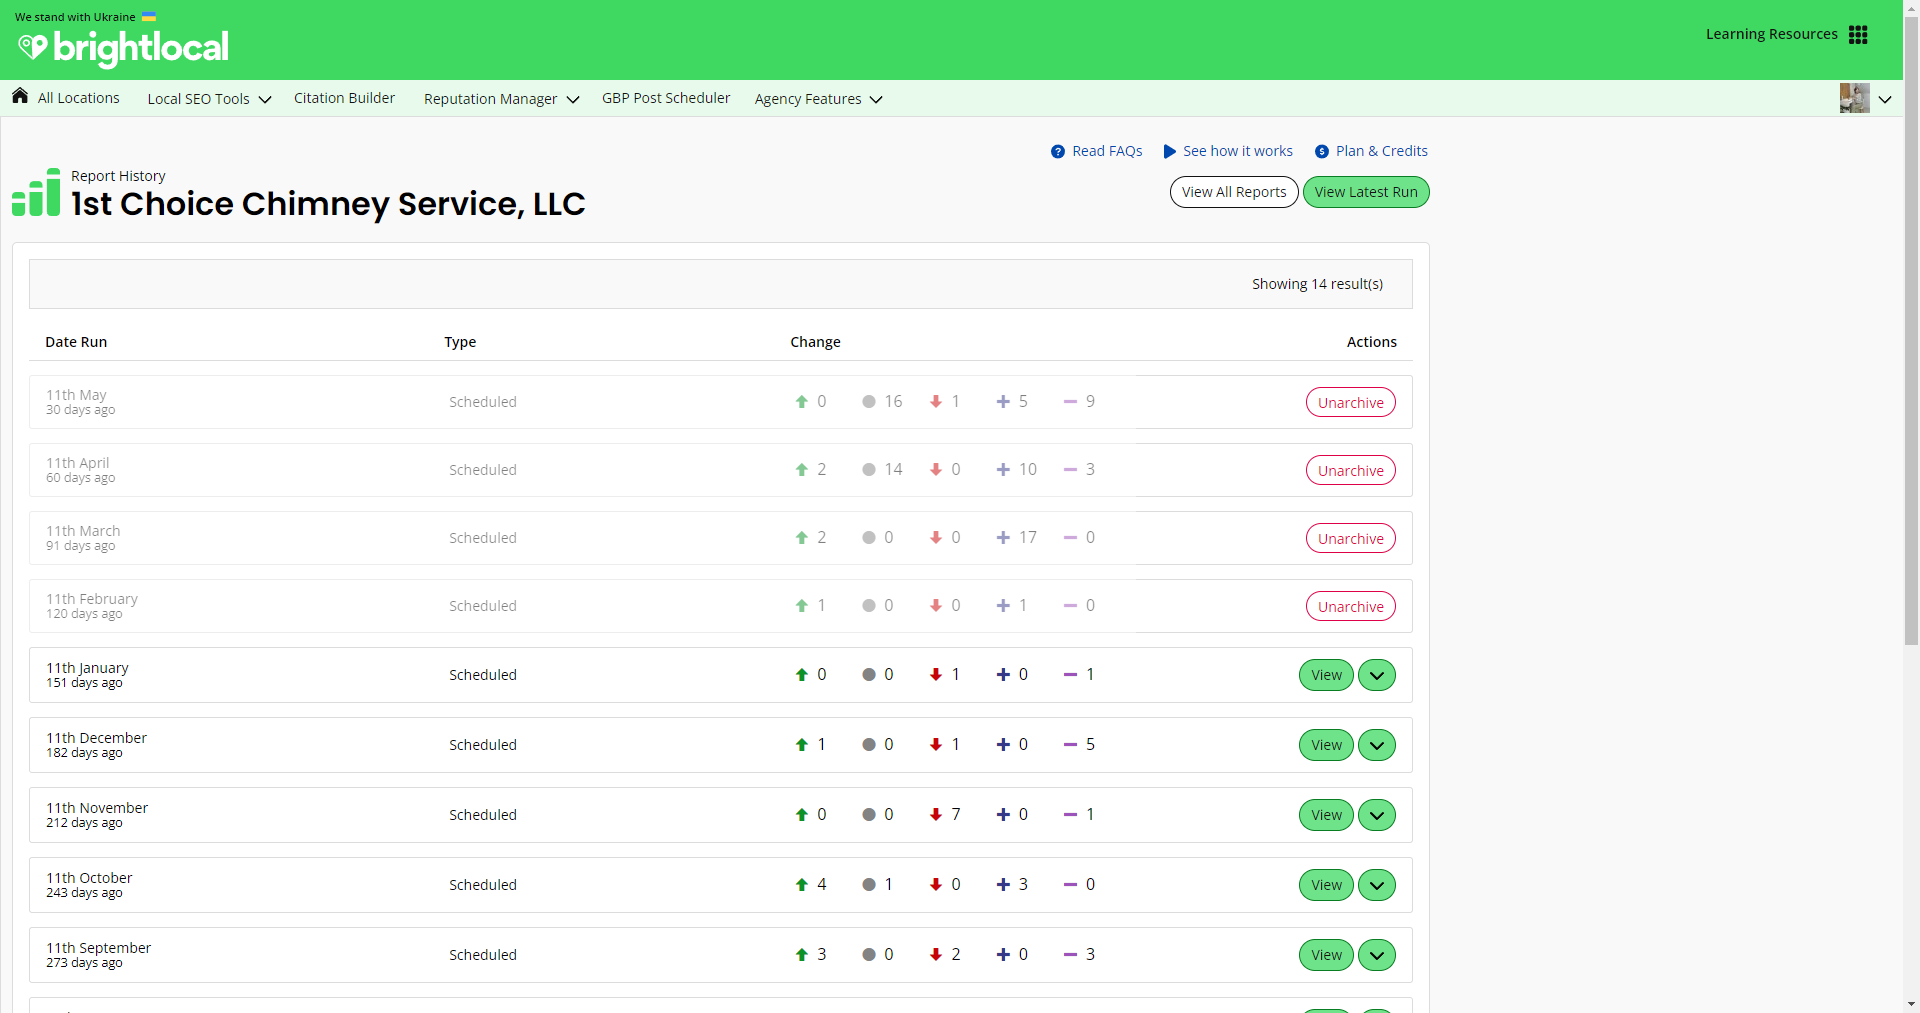 We stand with Ukraine
brightlocal
Learning Resources
All Locations
Local SEO Tools
Citation Builder
Reputation Manager
GBP Post Scheduler
Agency Features
Read FAQs
See how it works
Plan & Credits
Report History
1st Choice Chimney Service, LLC
View All Reports
View Latest Run
Showing 14 result(s)
Date Run Type Change Actions
11th May
30 days ago
Scheduled 0 16 1 5 9 Unarchive
11th April
60 days ago
Scheduled 2 14 0 10 3 Unarchive
11th March
91 days ago
Scheduled 2 0 0 17 0 Unarchive
11th February
120 days ago
Scheduled 1 0 0 1 0 Unarchive
11th January
151 days ago
Scheduled 0 0 1 0 1 View
11th December
182 days ago
Scheduled 1 0 1 0 5 View
11th November
212 days ago
Scheduled 0 0 7 0 1 View
11th October
243 days ago
Scheduled 4 1 0 3 0 View
11th September
273 days ago
Scheduled 3 0 2 0 3 View